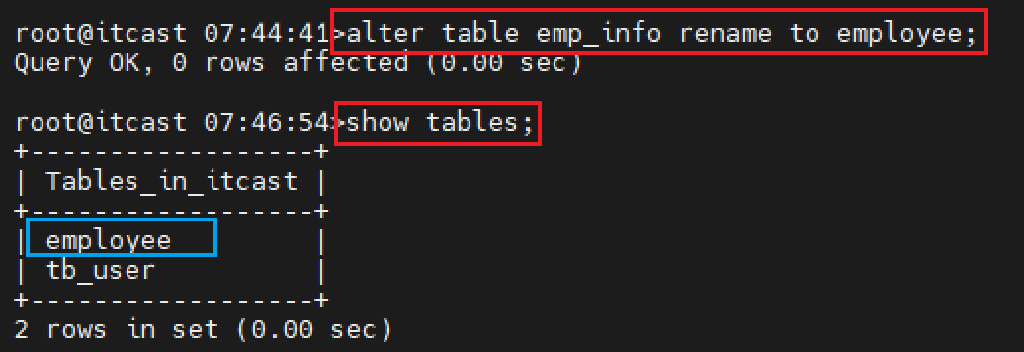 root@itcast 07:44:41>alter table emp_info rename to employee;
Query OK, 0 rows affected (0.00 sec)
root@itcast 07:46:54>show tables;
+------------------+
| Tables_in_itcast |
+------------------+
| employee         |
| tb_user          |
+------------------+
2 rows in set (0.00 sec)